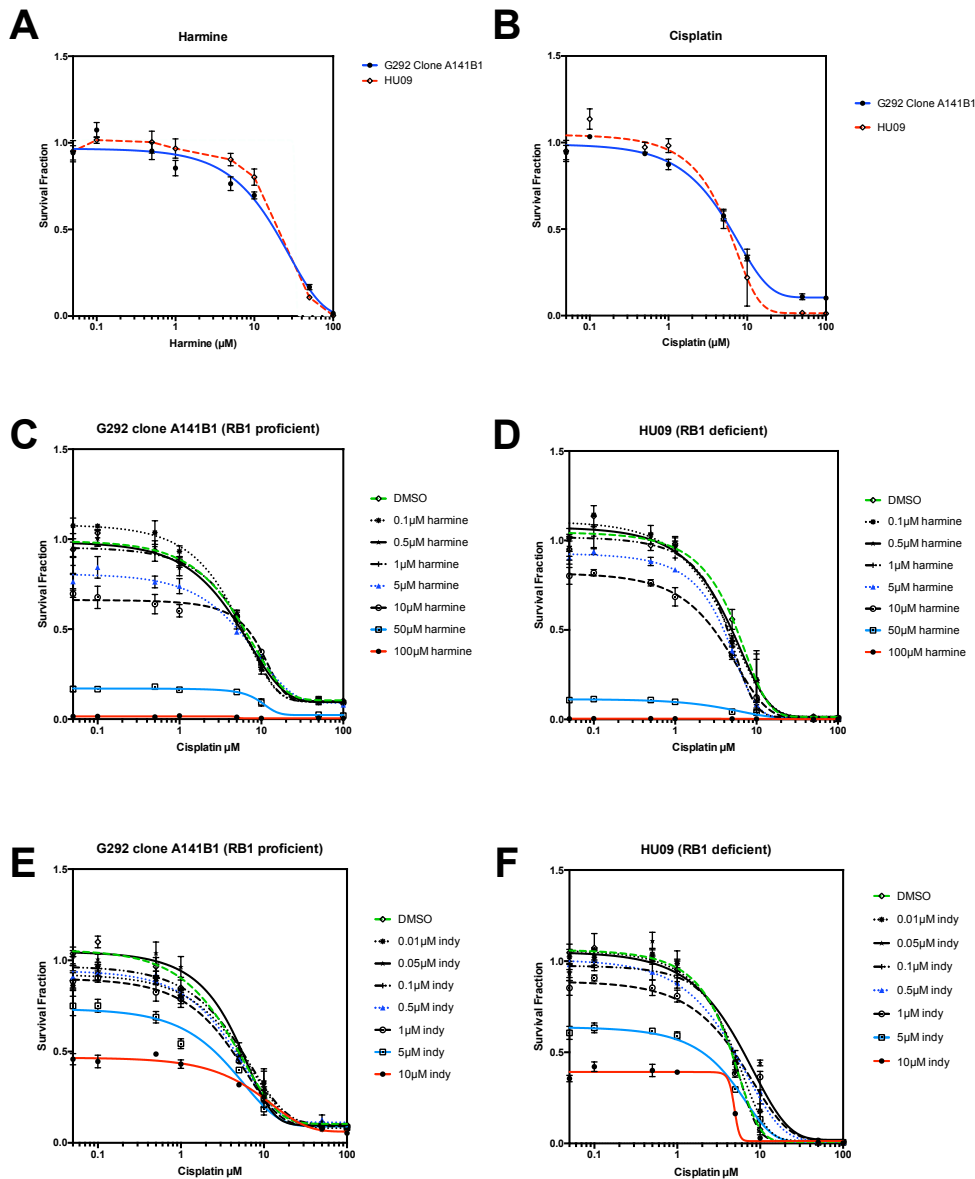 A
Harmine
1.5
1.0
0.5
0.0
Survival Fraction
0.1
1
10
100
Harmine (µM)
G292 Clone A141B1
HU09
B
Cisplatin
1.5
1.0
0.5
0.0
Survival Fraction
0.1
1
10
100
Cisplatin (µM)
G292 Clone A141B1
HU09
C
G292 clone A141B1 (RB1 proficient)
1.5
1.0
0.5
0.0
Survival Fraction
0.1
1
10
100
Cisplatin µM
DMSO
0.1µM harmine
0.5µM harmine
1µM harmine
5µM harmine
10µM harmine
50µM harmine
100µM harmine
D
HU09 (RB1 deficient)
1.5
1.0
0.5
0.0
Survival Fraction
0.1
1
10
100
Cisplatin µM
DMSO
0.1µM harmine
0.5µM harmine
1µM harmine
5µM harmine
10µM harmine
50µM harmine
100µM harmine
E
G292 clone A141B1 (RB1 proficient)
1.5
1.0
0.5
0.0
Survival Fraction
0.1
1
10
100
Cisplatin µM
DMSO
0.01µM indy
0.05µM indy
0.1µM indy
0.5µM indy
1µM indy
5µM indy
10µM indy
F
HU09 (RB1 deficient)
1.5
1.0
0.5
0.0
Survival Fraction
0.1
1
10
100
Cisplatin µM
DMSO
0.01µM indy
0.05µM indy
0.1µM indy
0.5µM indy
1µM indy
5µM indy
10µM indy